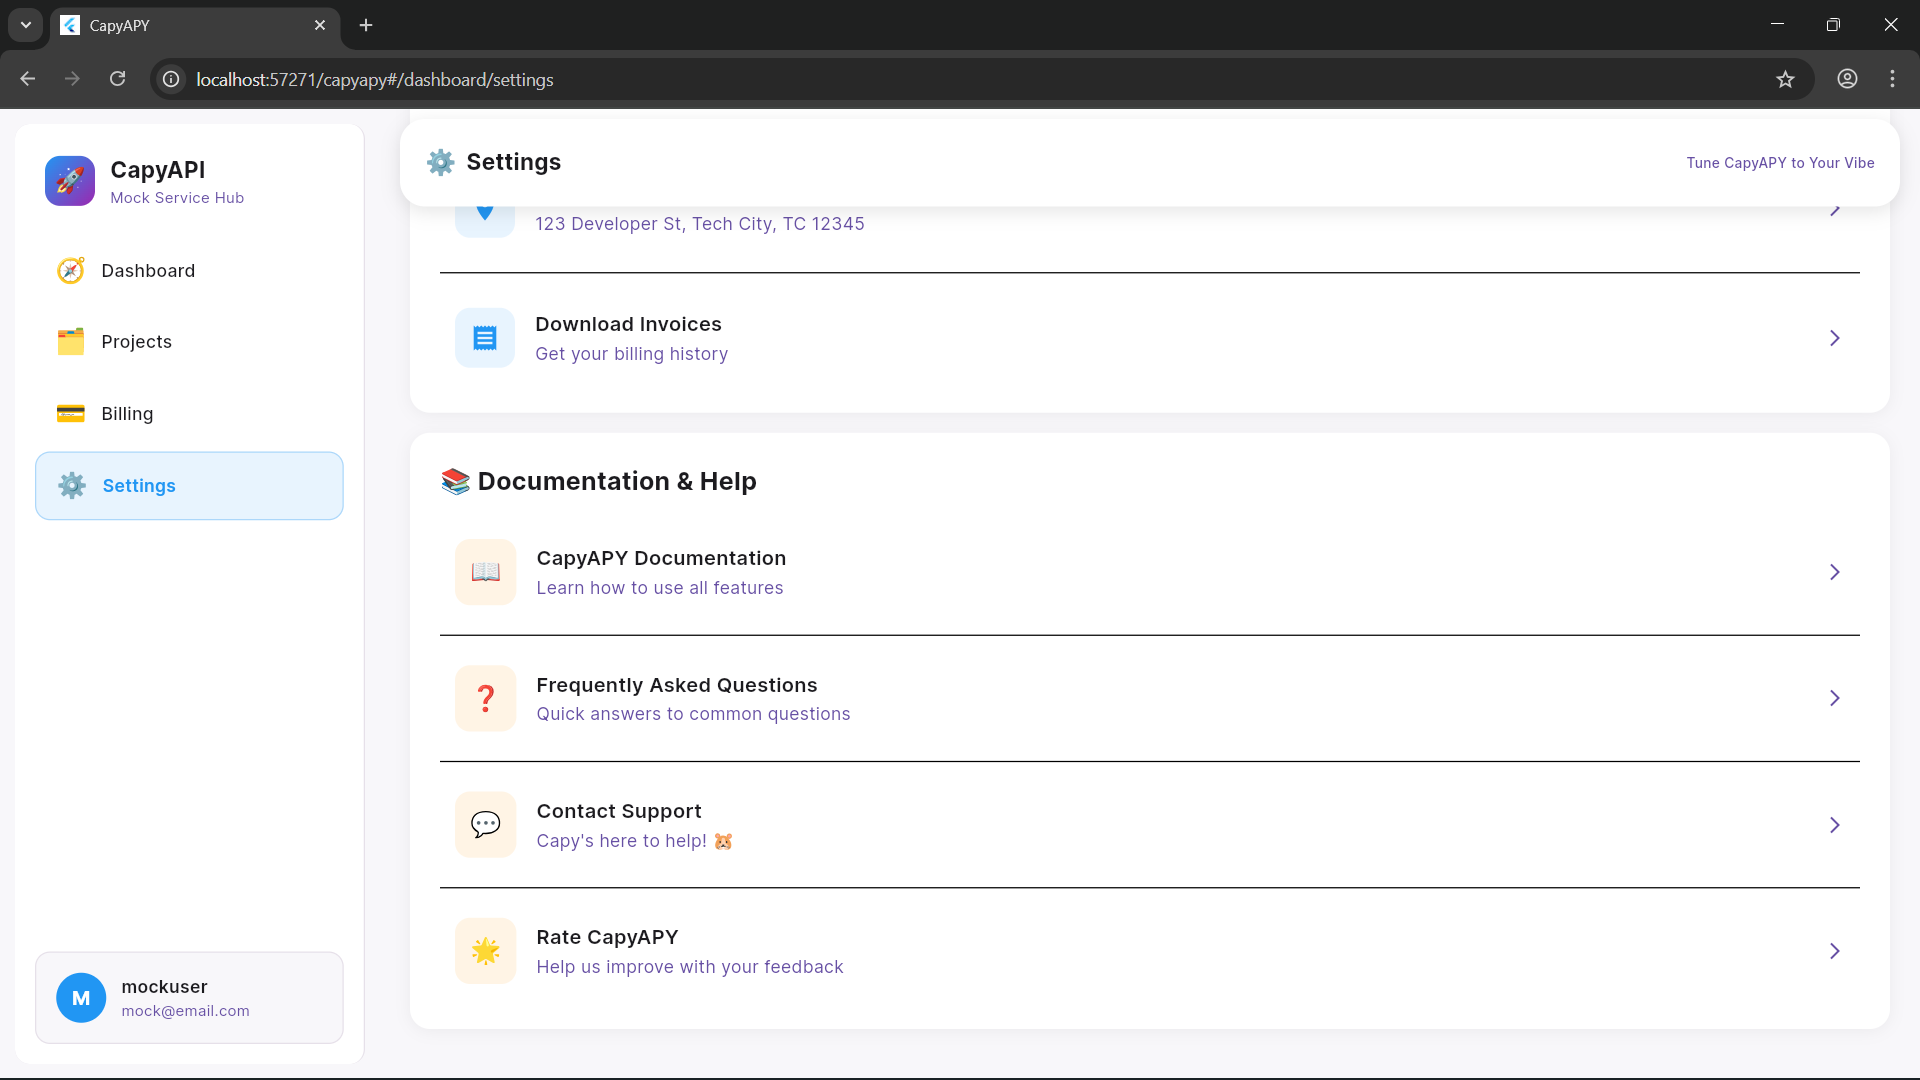 CapyAPY
localhost:57271/capyapy#/dashboard/settings
CapyAPI
Mock Service Hub
Dashboard
Projects
Billing
Settings
M
mockuser
mock@email.com
Settings
Tune CapyAPY to Your Vibe
123 Developer St, Tech City, TC 12345
Download Invoices
Get your billing history
Documentation & Help
CapyAPY Documentation
Learn how to use all features
Frequently Asked Questions
Quick answers to common questions
Contact Support
Capy's here to help! 🐹
Rate CapyAPY
Help us improve with your feedback